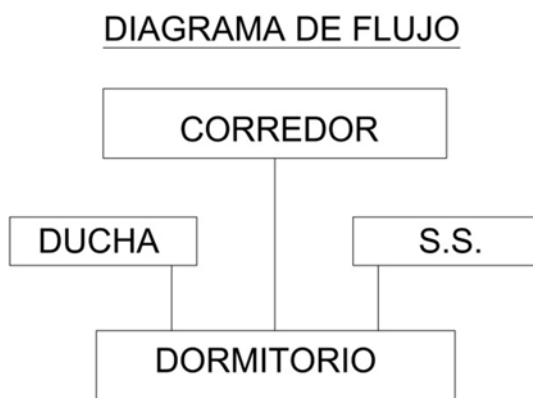 DIAGRAMA DE FLUJO
CORREDOR
DUCHA
S.S.
DORMITORIO